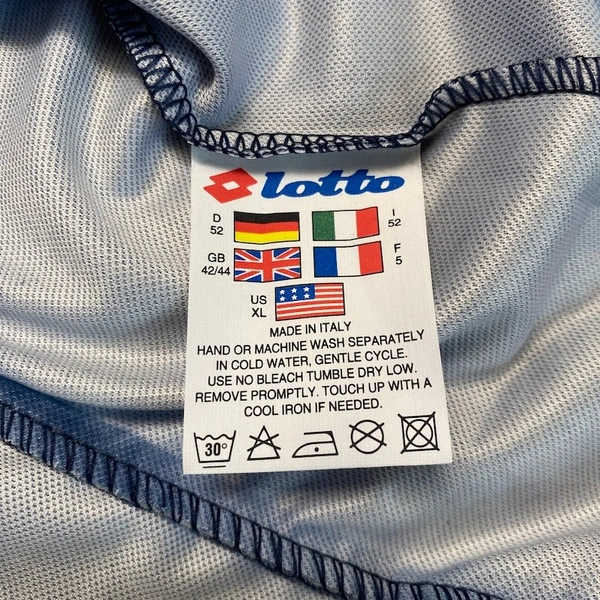 lotto
D
52
I
52
GB
42/44
F
5
US
XL
MADE IN ITALY
HAND OR MACHINE WASH SEPARATELY
IN COLD WATER, GENTLE CYCLE.
USE NO BLEACH TUMBLE DRY LOW.
REMOVE PROMPTLY. TOUCH UP WITH A
COOL IRON IF NEEDED.
30°